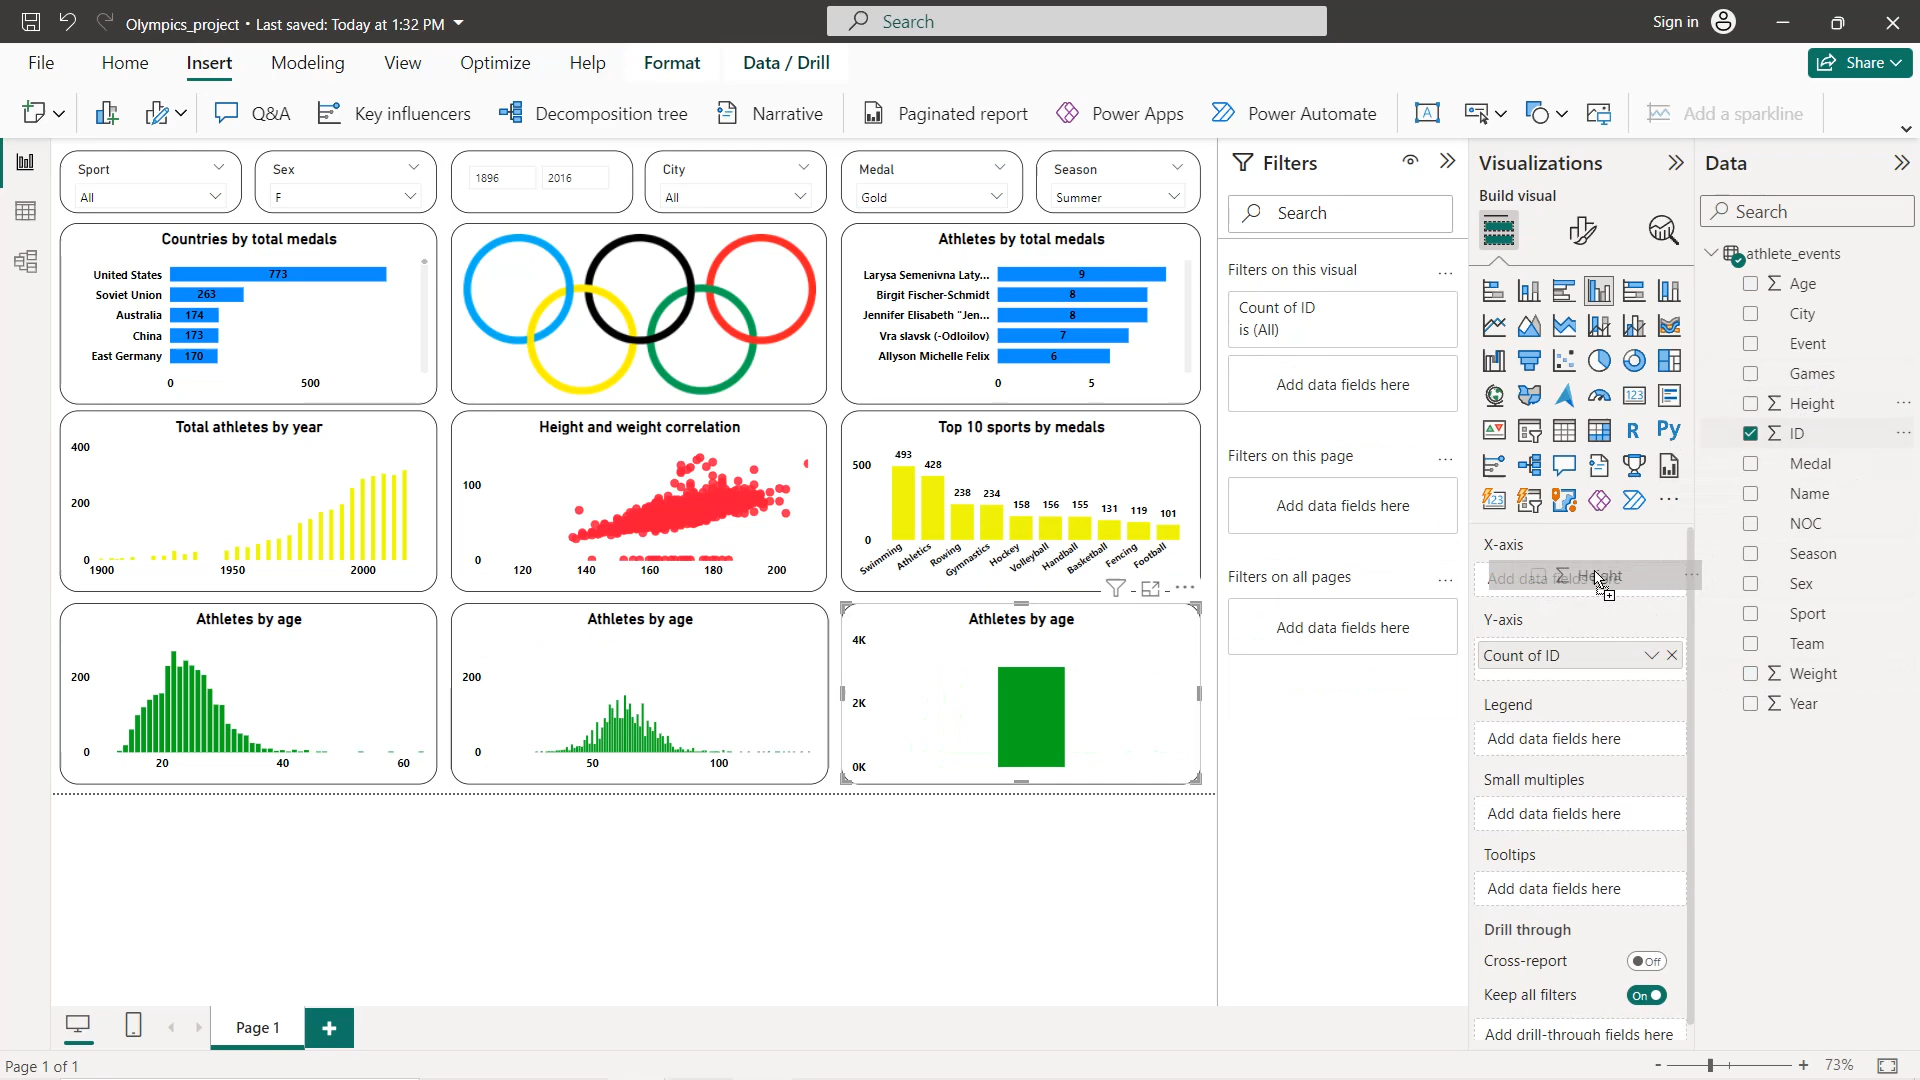 Olympics_project • Last saved: Today at 1:32 PM
Search
Sign in
File
Home
Insert
Modeling
View
Optimize
Help
Format
Data / Drill
Share
Q&A
Key influencers
Decomposition tree
Narrative
Paginated report
Power Apps
Power Automate
Add a sparkline
Sport
All
Sex
F
1896
2016
City
All
Medal
Gold
Season
Summer
Countries by total medals
United States 773
Soviet Union 263
Australia 174
China 173
East Germany 170
0 500
Athletes by total medals
Larysa Semenivna Laty... 9
Birgit Fischer-Schmidt 8
Jennifer Elisabeth "Jen... 8
Vra slavsk (-Odloilov) 7
Allyson Michelle Felix 6
0 5
Total athletes by year
400
200
0
1900 1950 2000
Height and weight correlation
100
0
120 140 160 180 200
Top 10 sports by medals
500
0
493 428 238 234 158 156 155 131 119 101
Swimming Athletics Rowing Gymnastics Hockey Volleyball Handball Basketball Fencing Football
Athletes by age
200
0
20 40 60
Athletes by age
200
0
50 100
Athletes by age
4K
2K
0K
Filters
Search
Filters on this visual
Count of ID
is (All)
Add data fields here
Filters on this page
Add data fields here
Filters on all pages
Add data fields here
Visualizations
Build visual
123
R
Py
123
X-axis
Add data fields here
Height
Y-axis
Count of ID
Legend
Add data fields here
Small multiples
Add data fields here
Tooltips
Add data fields here
Drill through
Cross-report
Off
Keep all filters
On
Add drill-through fields here
Data
Search
athlete_events
Age
City
Event
Games
Height
ID
Medal
Name
NOC
Season
Sex
Sport
Team
Weight
Year
Page 1
Page 1 of 1
- + 73%